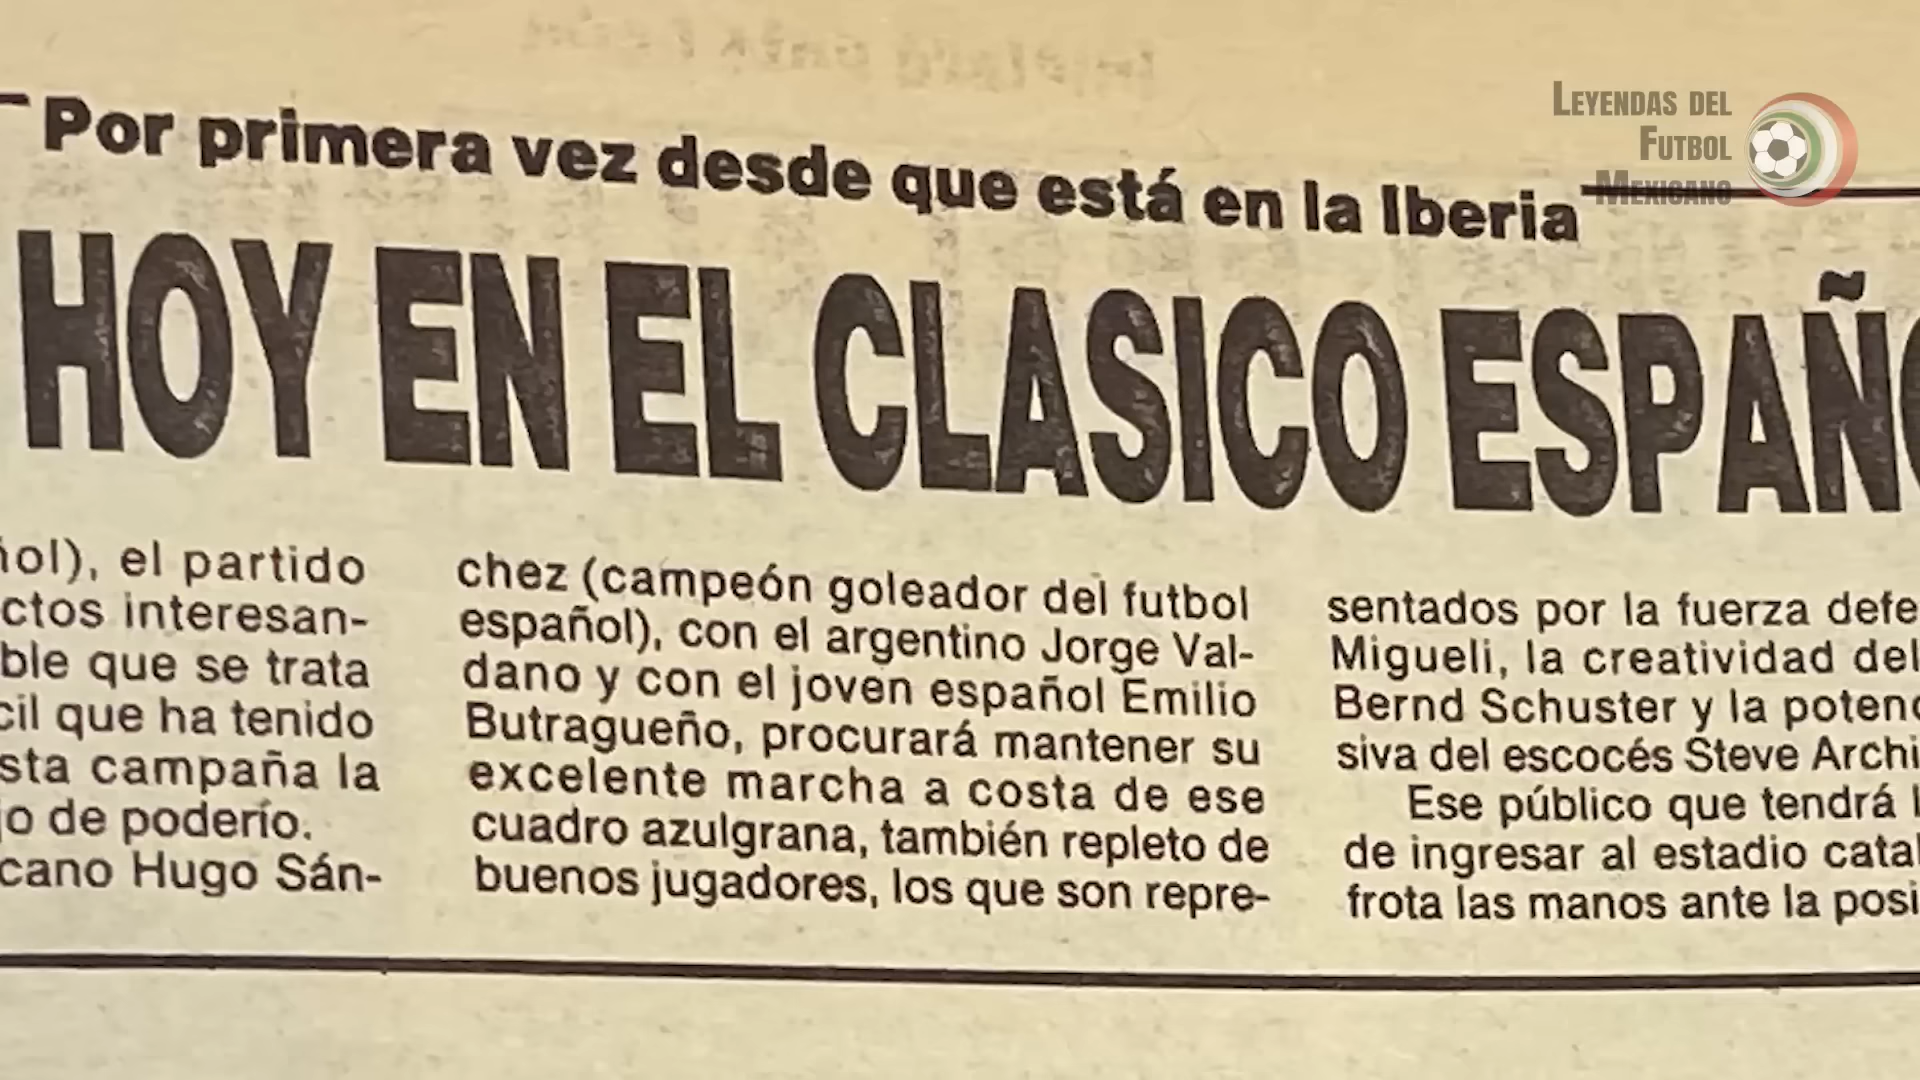 Leyendas del
Futbol
Mexicano
Por primera vez desde que está en la Iberia
HOY EN EL CLASICO ESPAÑO
ñol), el partido
ctos interesan-
ble que se trata
cil que ha tenido
sta campaña la
jo de poderío.
cano Hugo Sán-
chez (campeón goleador del futbol
español), con el argentino Jorge Val-
dano y con el joven español Emilio
Butragueño, procurará mantener su
excelente marcha a costa de ese
cuadro azulgrana, también repleto de
buenos jugadores, los que son repre-
sentados por la fuerza defe
Migueli, la creatividad del
Bernd Schuster y la potenc
siva del escocés Steve Archi
Ese público que tendrá l
de ingresar al estadio catal
frota las manos ante la posi